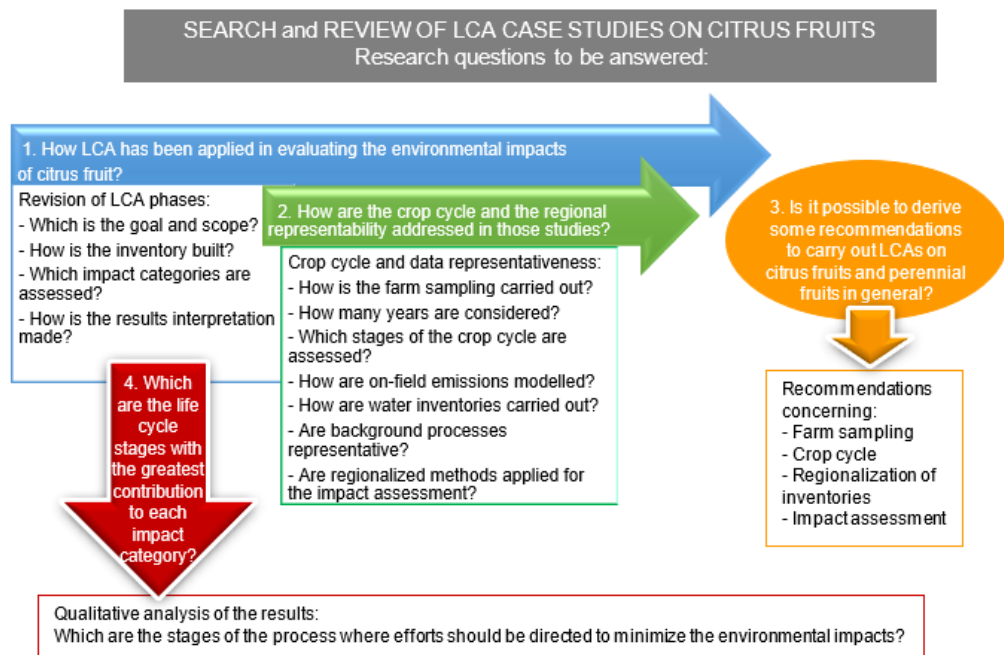 SEARCH and REVIEW OF LCA CASE STUDIES ON CITRUS FRUITS
Research questions to be answered:
1. How LCA has been applied in evaluating the environmental impacts
of citrus fruit?
Revision of LCA phases:
- Which is the goal and scope?
- How is the inventory built?
- Which impact categories are
assessed?
- How is the results interpretation
made?
2. How are the crop cycle and the regional
representability addressed in those studies?
Crop cycle and data representativeness:
- How is the farm sampling carried out?
- How many years are considered?
- Which stages of the crop cycle are
assessed?
- How are on-field emissions modelled?
- How are water inventories carried out?
- Are background processes
representative?
- Are regionalized methods applied for
the impact assessment?
3. Is it possible to derive
some recommendations
to carry out LCAs on
citrus fruits and perennial
fruits in general?
Recommendations
concerning:
- Farm sampling
- Crop cycle
- Regionalization of
inventories
- Impact assessment
4. Which
are the life
cycle
stages with
the greatest
contribution
to each
impact
category?
Qualitative analysis of the results:
Which are the stages of the process where efforts should be directed to minimize the environmental impacts?